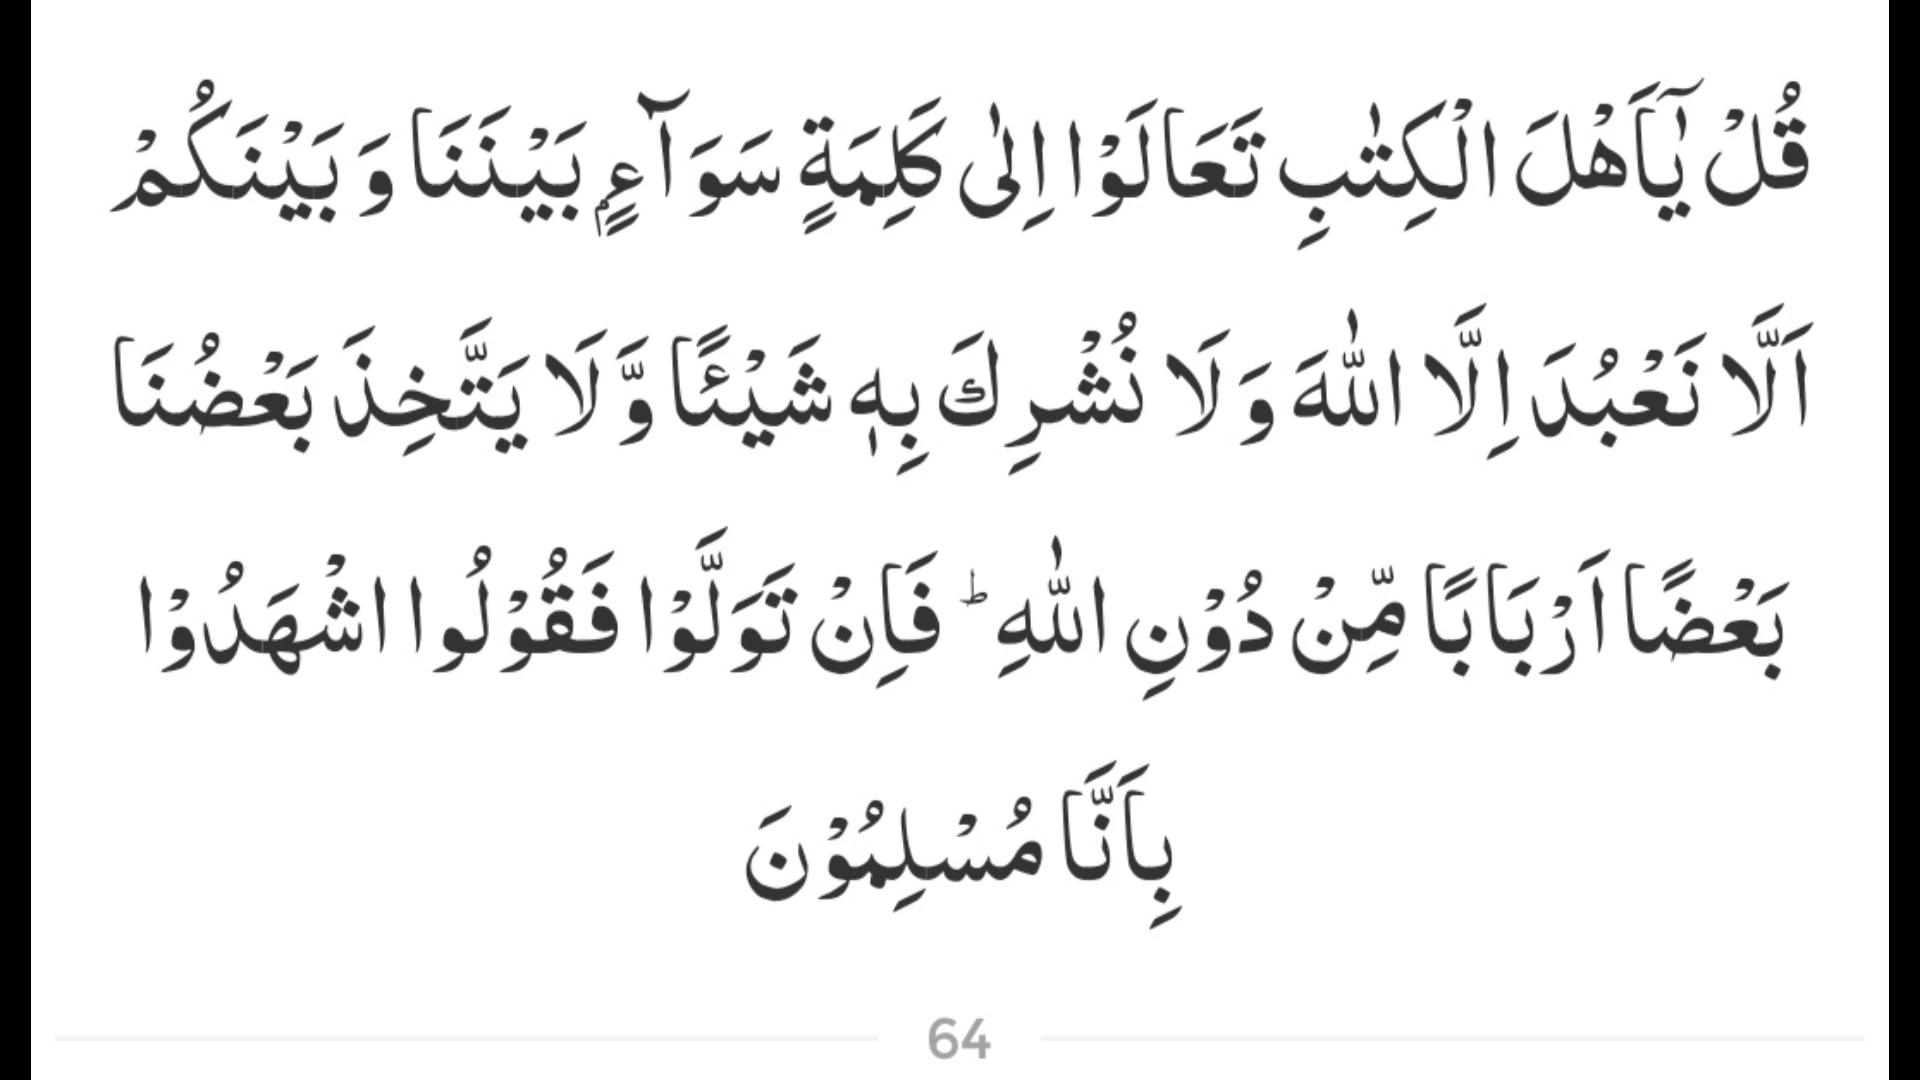 قُلْ يٰٓاَهْلَ الْكِتٰبِ تَعَالَوْا اِلٰى كَلِمَةٍ سَوَآءٍۭ بَيْنَنَا وَ بَيْنَكُمْ
اَلَّا نَعْبُدَ اِلَّا اللّٰهَ وَ لَا نُشْرِكَ بِهٖ شَيْئًا وَّ لَا يَتَّخِذَ بَعْضُنَا
بَعْضًا اَرْبَابًا مِّنْ دُوْنِ اللّٰهِ ؕ فَاِنْ تَوَلَّوْا فَقُوْلُوا اشْهَدُوْا
بِاَنَّا مُسْلِمُوْنَ
64